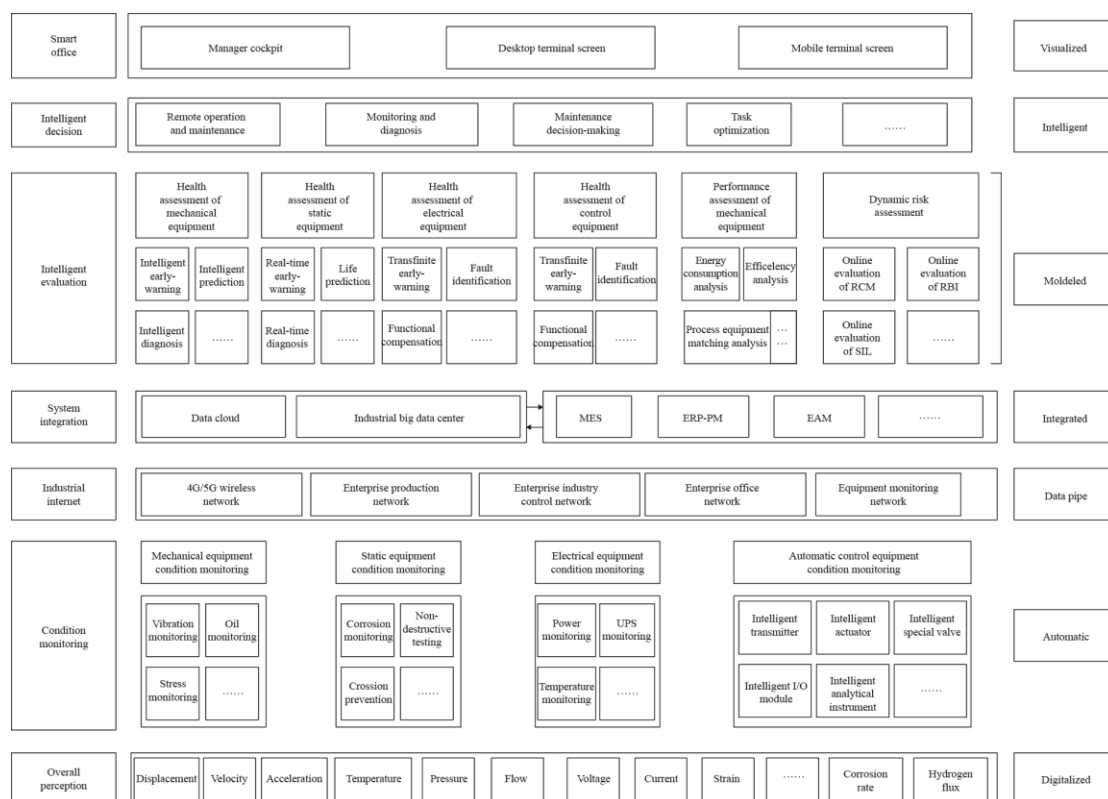 Smart
office
Manager cockpit
Desktop terminal screen
Mobile terminal screen
Visualized
Intelligent
decision
Remote operation
and maintenance
Monitoring and
diagnosis
Maintenance
decision-making
Task
optimization
……
Intelligent
Intelligent
evaluation
Health
assessment of
mechanical
equipment
Health
assessment of
static
equipment
Health
assessment of
electrical
equipment
Health
assessment of
control
equipment
Performance
assessment of
mechanical
equipment
Dynamic risk
assessment
Intelligent
early-
warning
Intelligent
prediction
Real-time
early-
warning
Life
prediction
Transfinite
early-
warning
Fault
identification
Transfinite
early-
warning
Fault
identification
Energy
consumption
analysis
Efficelency
analysis
Online
evaluation
of RCM
Online
evaluation
of RBI
Intelligent
diagnosis
……
Real-time
diagnosis
……
Functional
compensation
……
Functional
compensation
……
Process equipment
matching analysis
…
…
Online
evaluation
of SIL
……
Moldeled
System
integration
Data cloud
Industrial big data center
MES
ERP-PM
EAM
……
Integrated
Industrial
internet
4G/5G wireless
network
Enterprise production
network
Enterprise industry
control network
Enterprise office
network
Equipment monitoring
network
Data pipe
Condition
monitoring
Mechanical equipment
condition monitoring
Static equipment
condition monitoring
Electrical equipment
condition monitoring
Automatic control equipment
condition monitoring
Vibration
monitoring
Oil
monitoring
Stress
monitoring
……
Corrosion
monitoring
Non-
destructive
testing
Crossion
prevention
……
Power
monitoring
UPS
monitoring
Temperature
monitoring
……
Intelligent
transmitter
Intelligent
actuator
Intelligent
special valve
Intelligent I/O
module
Intelligent
analytical
instrument
……
Automatic
Overall
perception
Displacement
Velocity
Acceleration
Temperature
Pressure
Flow
Voltage
Current
Strain
……
Corrosion
rate
Hydrogen
flux
Digitalized